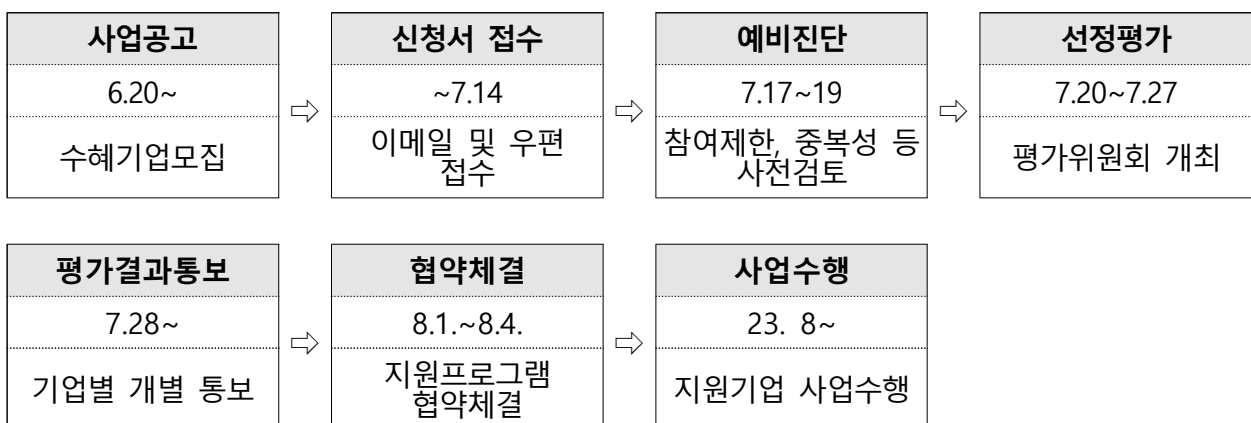 사업공고
6.20~
수혜기업모집
신청서 접수
~7.14
이메일 및 우편
접수
예비진단
7.17~19
참여제한, 중복성 등
사전검토
선정평가
7.20~7.27
평가위원회 개최
평가결과통보
7.28~
기업별 개별 통보
협약체결
8.1.~8.4.
지원프로그램
협약체결
사업수행
23. 8~
지원기업 사업수행